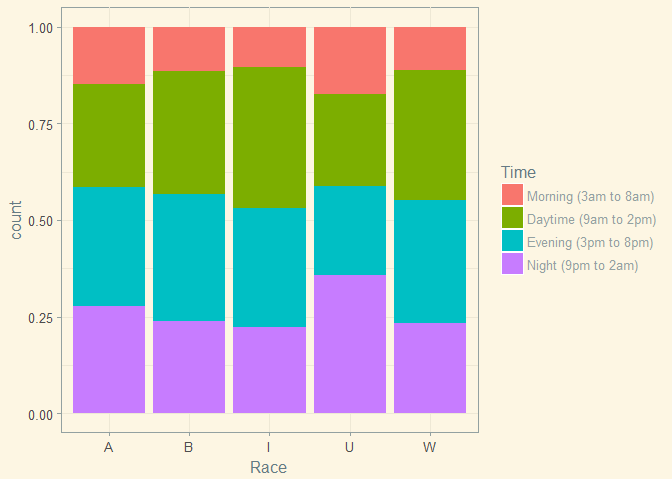 1.00
0.75
0.50
0.25
0.00
count
A B I U W
Race
Time
Morning (3am to 8am)
Daytime (9am to 2pm)
Evening (3pm to 8pm)
Night (9pm to 2am)